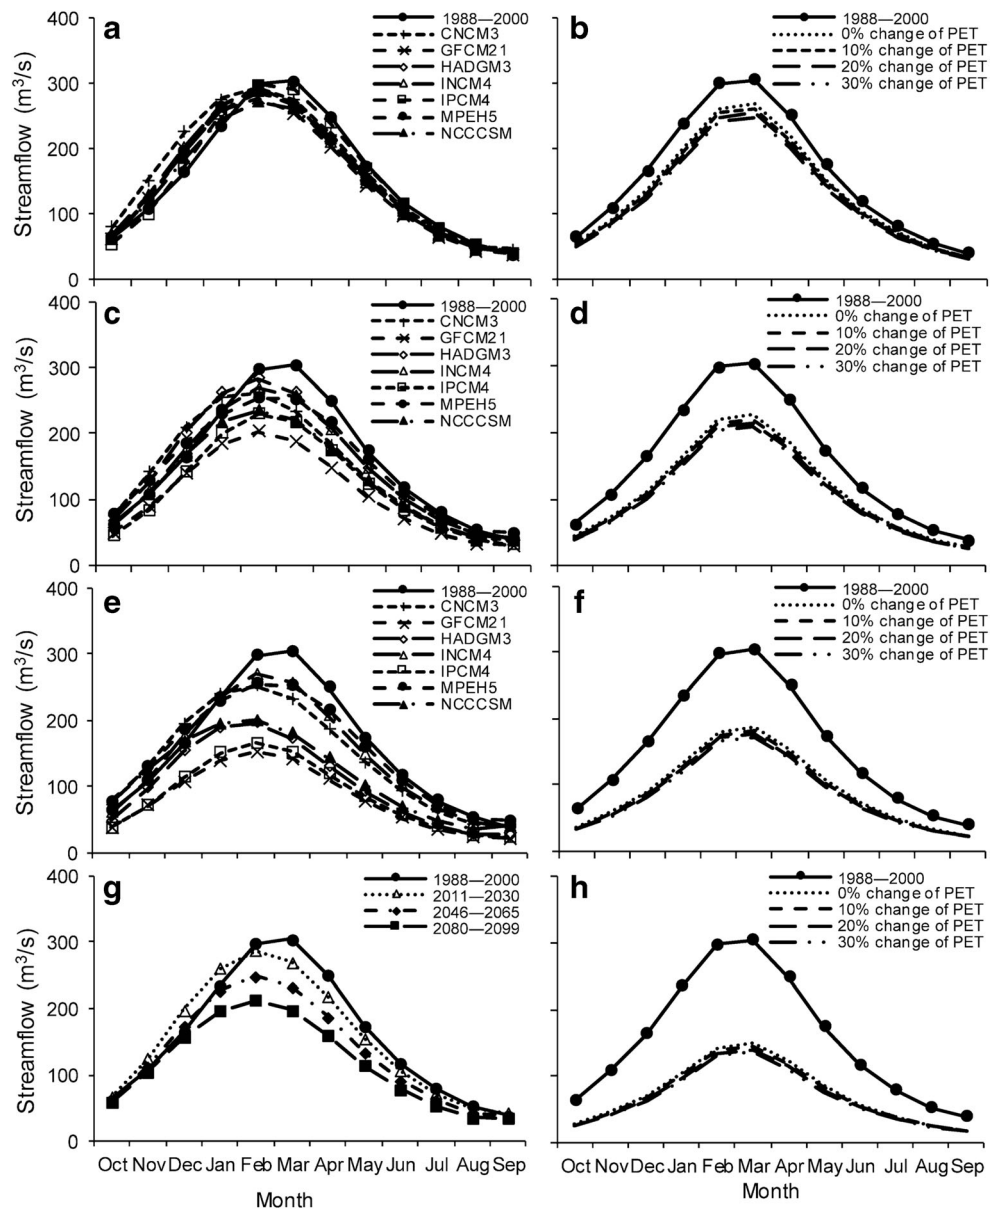 a
400
300
200
100
0
Streamflow (m³/s)
1988—2000
CNCM3
GFCM21
HADGM3
INCM4
IPCM4
MPEH5
NCCCSM
b
1988—2000
0% change of PET
10% change of PET
20% change of PET
30% change of PET
c
400
300
200
100
0
Streamflow (m³/s)
1988—2000
CNCM3
GFCM21
HADGM3
INCM4
IPCM4
MPEH5
NCCCSM
d
1988—2000
0% change of PET
10% change of PET
20% change of PET
30% change of PET
e
400
300
200
100
0
Streamflow (m³/s)
1988—2000
CNCM3
GFCM21
HADGM3
INCM4
IPCM4
MPEH5
NCCCSM
f
1988—2000
0% change of PET
10% change of PET
20% change of PET
30% change of PET
g
400
300
200
100
0
Streamflow (m³/s)
1988—2000
2011—2030
2046—2065
2080—2099
Oct Nov Dec Jan Feb Mar Apr May Jun Jul Aug Sep
Month
h
1988—2000
0% change of PET
10% change of PET
20% change of PET
30% change of PET
Oct Nov Dec Jan Feb Mar Apr May Jun Jul Aug Sep
Month